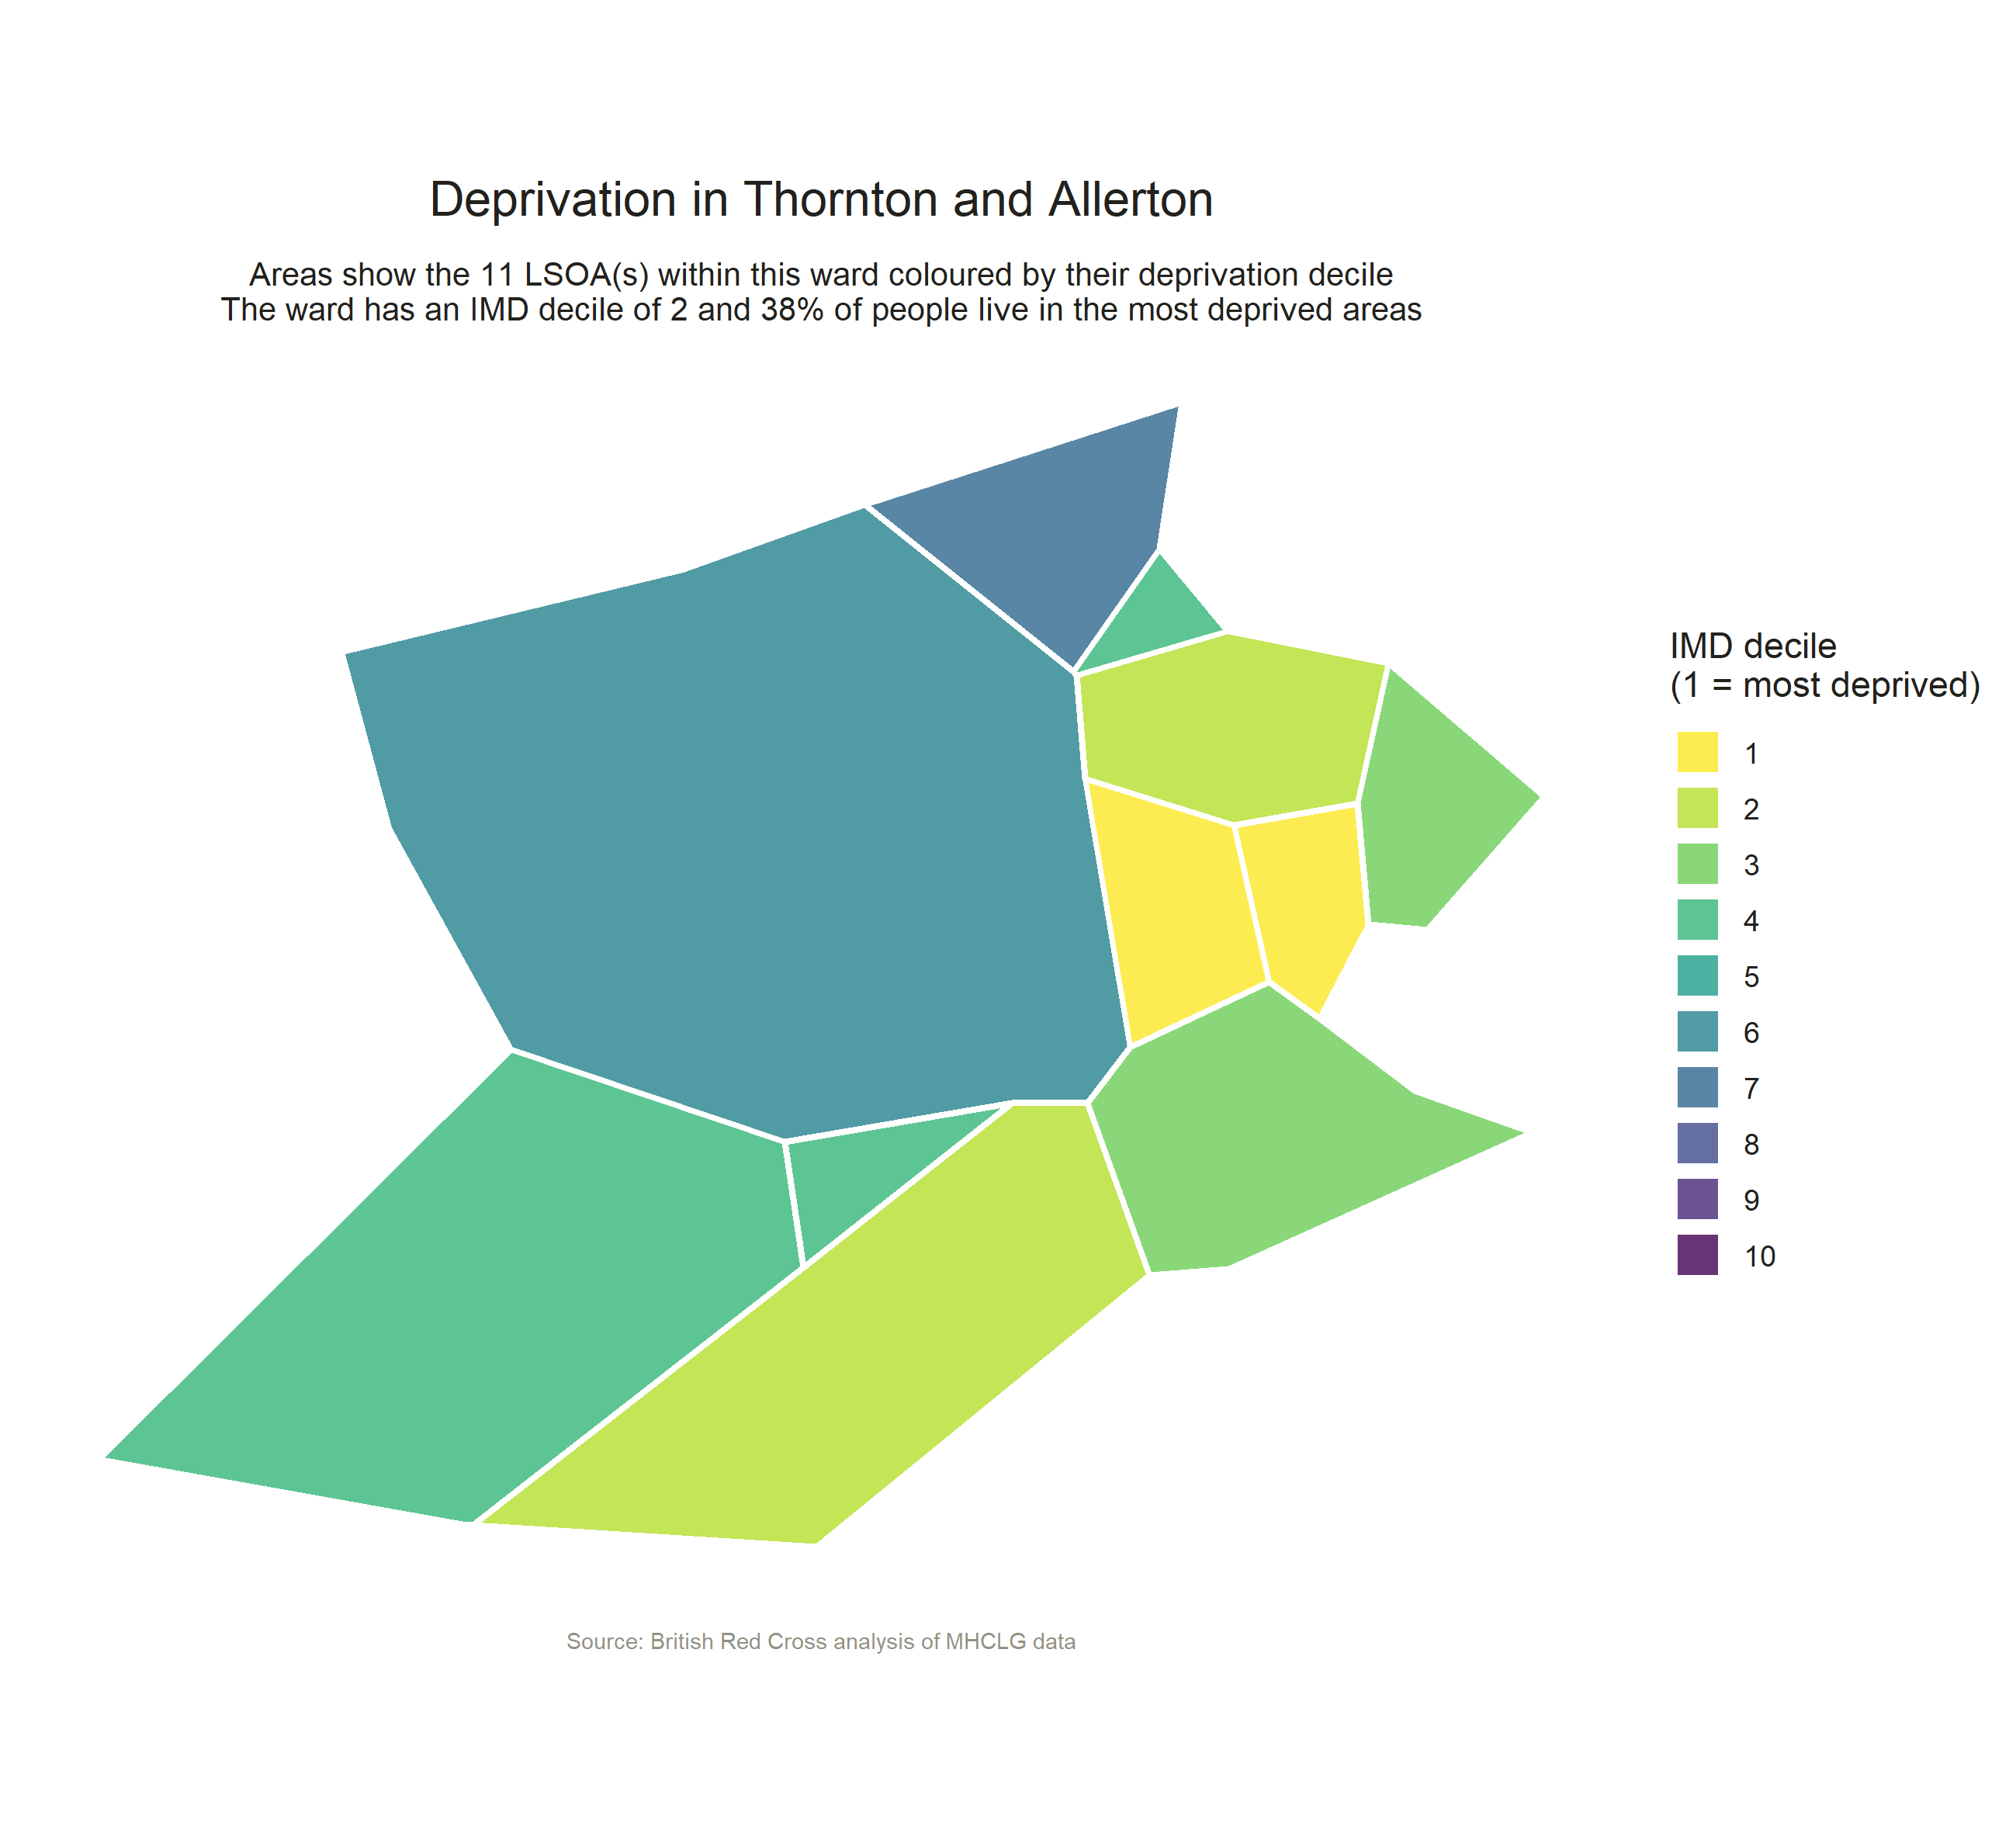 Deprivation in Thornton and Allerton
Areas show the 11 LSOA(s) within this ward coloured by their deprivation decile
The ward has an IMD decile of 2 and 38% of people live in the most deprived areas
IMD decile
(1 = most deprived)
1
2
3
4
5
6
7
8
9
10
Source: British Red Cross analysis of MHCLG data